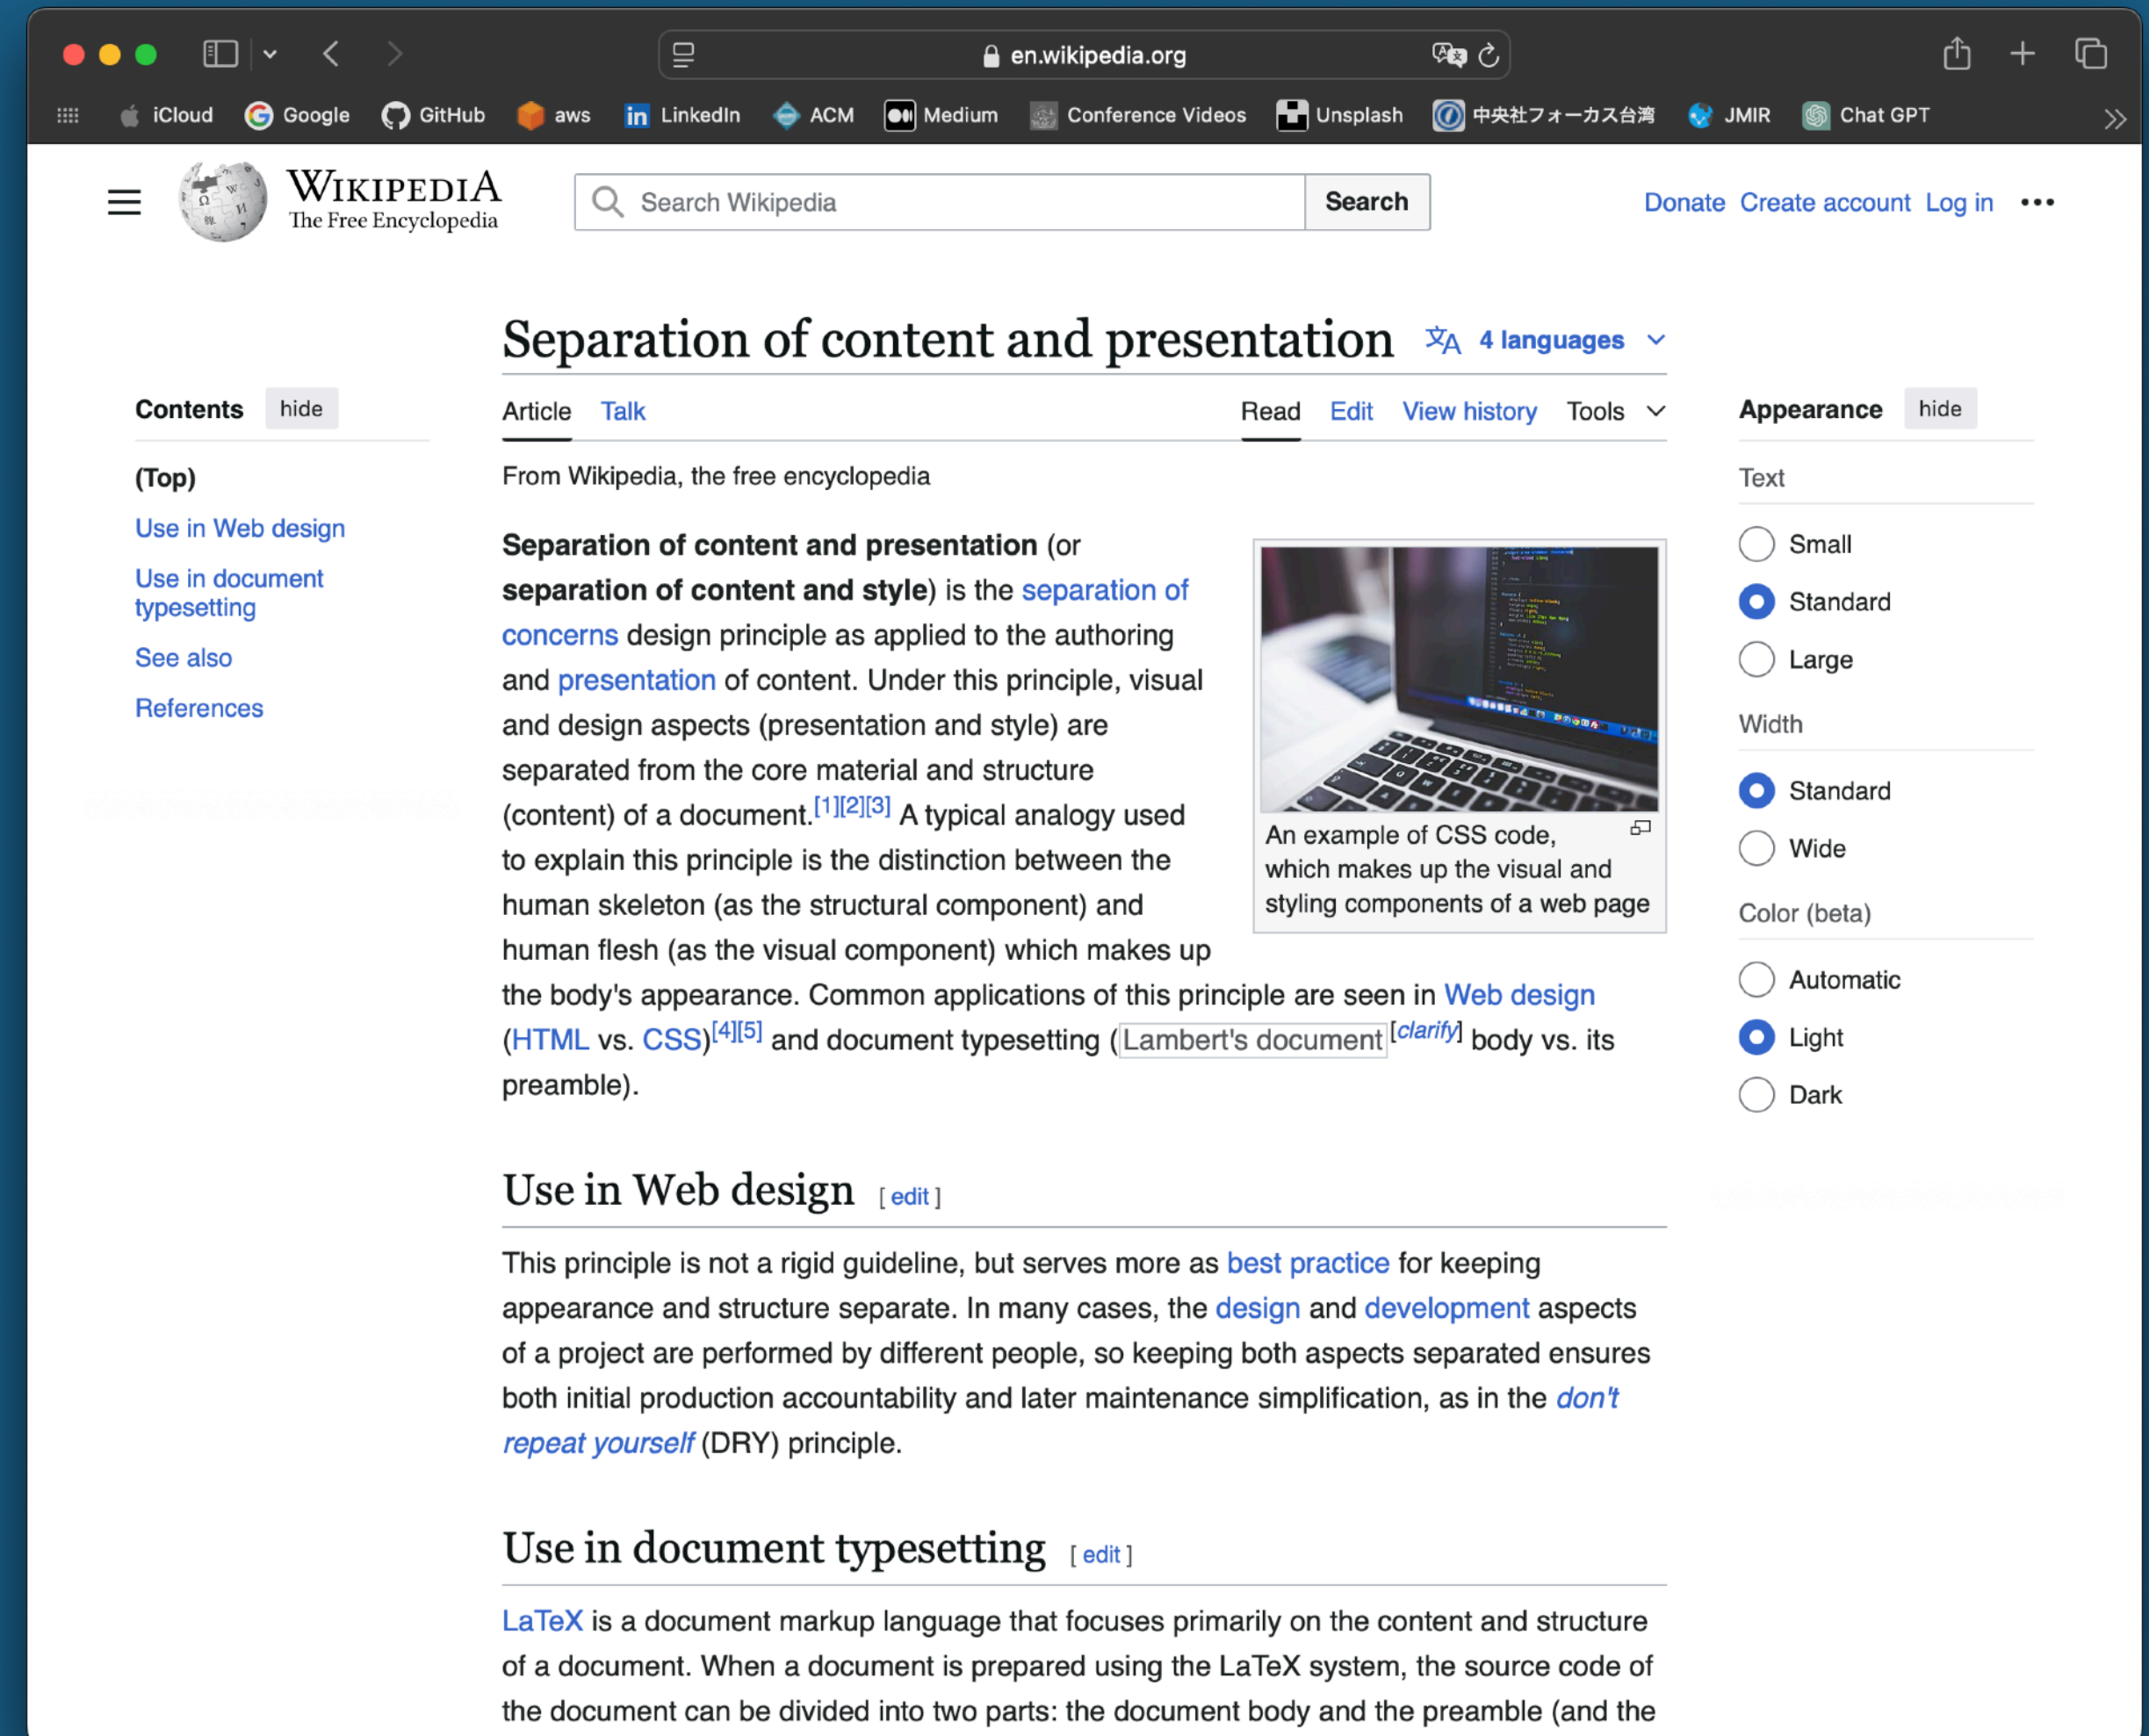 en.wikipedia.org
iCloud Google GitHub aws LinkedIn ACM Medium Conference Videos Unsplash 中央社フォーカス台湾 JMIR Chat GPT
WIKIPEDIA
The Free Encyclopedia
Search Wikipedia
Search
Donate Create account Log in
Separation of content and presentation
4 languages
Contents hide
(Top)
Use in Web design
Use in document
typesetting
See also
References
Article Talk
Read Edit View history Tools
From Wikipedia, the free encyclopedia
Separation of content and presentation (or
separation of content and style) is the separation of
concerns design principle as applied to the authoring
and presentation of content. Under this principle, visual
and design aspects (presentation and style) are
separated from the core material and structure
(content) of a document.[1][2][3] A typical analogy used
to explain this principle is the distinction between the
human skeleton (as the structural component) and
human flesh (as the visual component) which makes up
the body's appearance. Common applications of this principle are seen in Web design
(HTML vs. CSS)[4][5] and document typesetting (Lambert's document[clarify] body vs. its
preamble).
An example of CSS code,
which makes up the visual and
styling components of a web page
Use in Web design [ edit ]
This principle is not a rigid guideline, but serves more as best practice for keeping
appearance and structure separate. In many cases, the design and development aspects
of a project are performed by different people, so keeping both aspects separated ensures
both initial production accountability and later maintenance simplification, as in the don't
repeat yourself (DRY) principle.
Use in document typesetting [ edit ]
LaTeX is a document markup language that focuses primarily on the content and structure
of a document. When a document is prepared using the LaTeX system, the source code of
the document can be divided into two parts: the document body and the preamble (and the
Appearance hide
Text
Small
Standard
Large
Width
Standard
Wide
Color (beta)
Automatic
Light
Dark